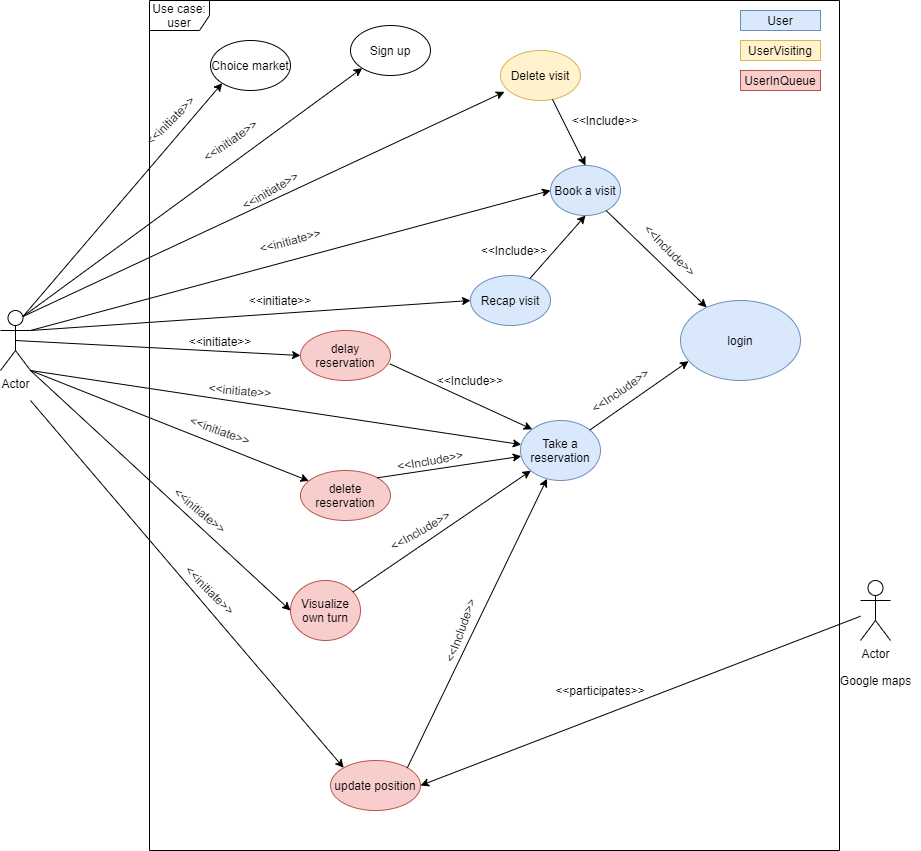 Use case:
user
User
UserVisiting
UserInQueue
Sign up
Choice market
Delete visit
<<initiate>>
<<initiate>>
<<Include>>
<<initiate>>
Book a visit
<<initiate>>
<<Include>>
<<Include>>
<<initiate>>
Recap visit
<<initiate>>
login
delay
reservation
Actor
<<Include>>
<<initiate>>
<<Include>>
<<initiate>>
Take a
reservation
<<Include>>
delete
reservation
<<initiate>>
<<Include>>
<<initiate>>
Visualize
own turn
<<Include>>
Actor
Google maps
<<participates>>
update position